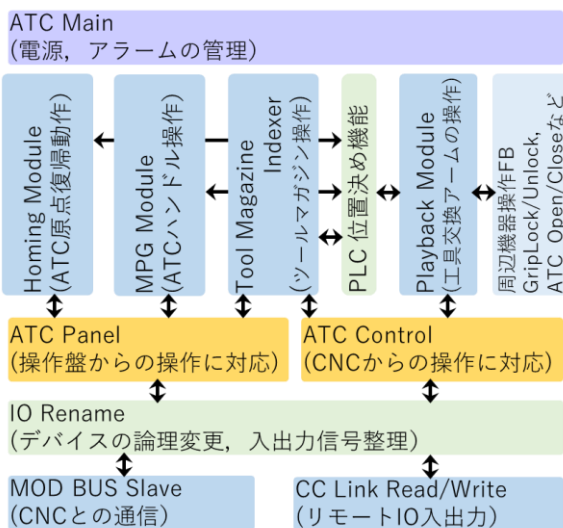 ATC Main
(電源，アラームの管理)
Homing Module
(ATC原点復帰動作)
MPG Module
(ATCハンドル操作)
Tool Magazine
Indexer
(ツールマガジン操作)
PLC 位置決め機能
Playback Module
(工具交換アームの操作)
周辺機器操作FB
GripLock/Unlock,
ATC Open/Closeなど
ATC Panel
(操作盤からの操作に対応)
ATC Control
(CNCからの操作に対応)
IO Rename
(デバイスの論理変更，入出力信号整理)
MOD BUS Slave
(CNCとの通信)
CC Link Read/Write
(リモートIO入出力)